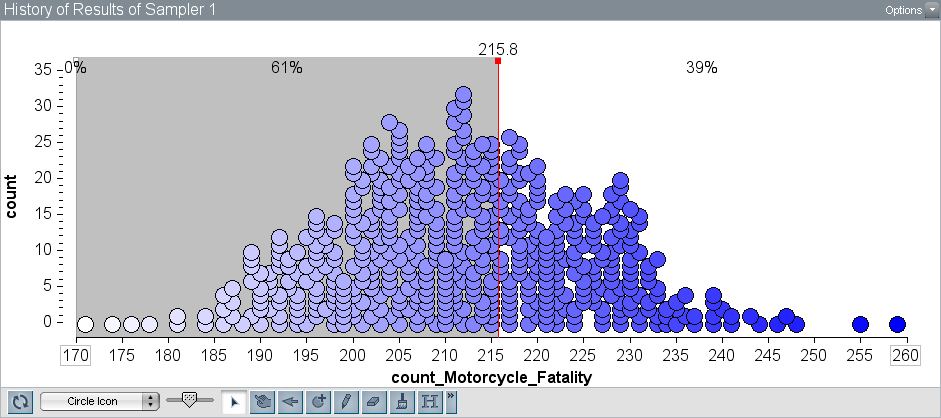 History of Results of Sampler 1
Options
215.8
0% 61% 39%
35
30
25
20
15
10
5
0
count
170 175 180 185 190 195 200 205 210 215 220 225 230 235 240 245 250 255 260
count_Motorcycle_Fatality
Circle Icon